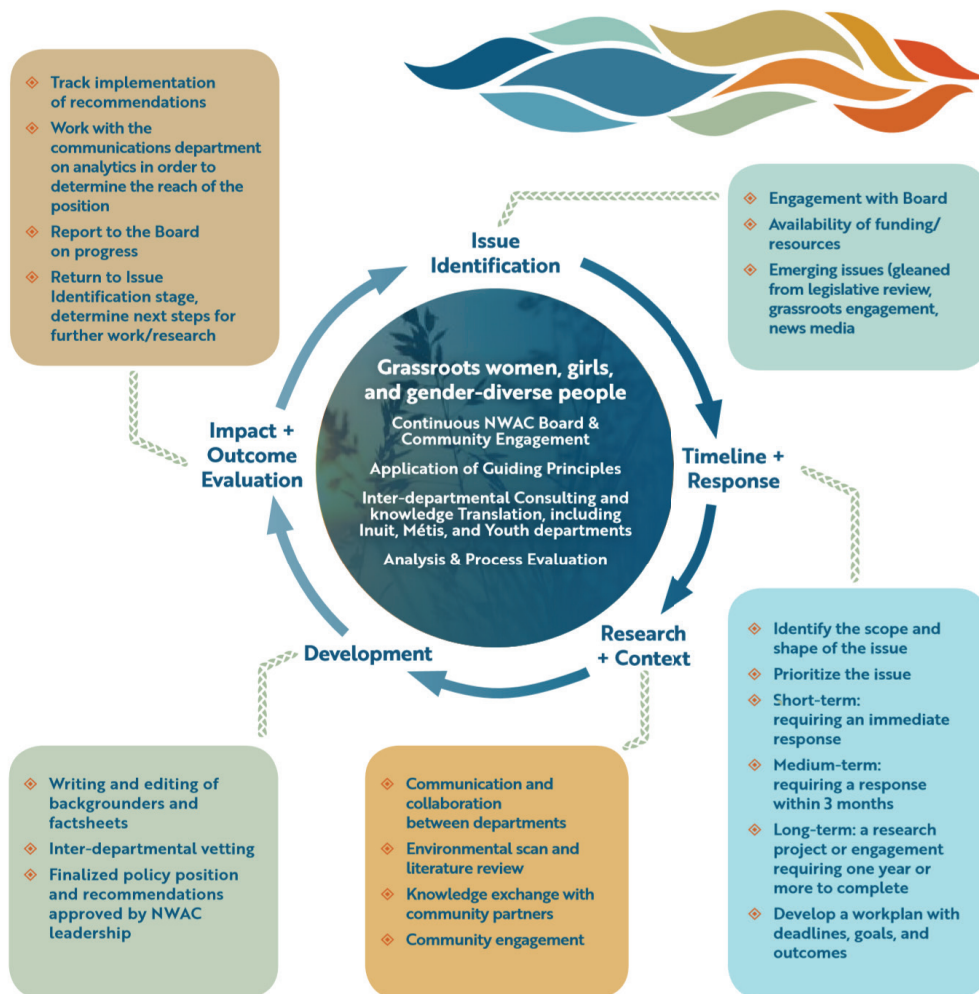 Track implementation
of recommendations
Work with the
communications department
on analytics in order to
determine the reach of the
position
Report to the Board
on progress
Return to Issue
Identification stage,
determine next steps for
further work/research
Issue
Identification
Engagement with Board
Availability of funding/
resources
Emerging issues (gleaned
from legislative review,
grassroots engagement,
news media
Grassroots women, girls,
and gender-diverse people
Continuous NWAC Board &
Community Engagement
Application of Guiding Principles
Inter-departmental Consulting and
knowledge Translation, including
Inuit, Métis, and Youth departments
Analysis & Process Evaluation
Impact +
Outcome
Evaluation
Timeline +
Response
Development
Research
+ Context
Identify the scope and
shape of the issue
Prioritize the issue
Short-term:
requiring an immediate
response
Medium-term:
requiring a response
within 3 months
Long-term: a research
project or engagement
requiring one year or
more to complete
Develop a workplan with
deadlines, goals, and
outcomes
Writing and editing of
backgrounders and
factsheets
Inter-departmental vetting
Finalized policy position
and recommendations
approved by NWAC
leadership
Communication and
collaboration
between departments
Environmental scan and
literature review
Knowledge exchange with
community partners
Community engagement